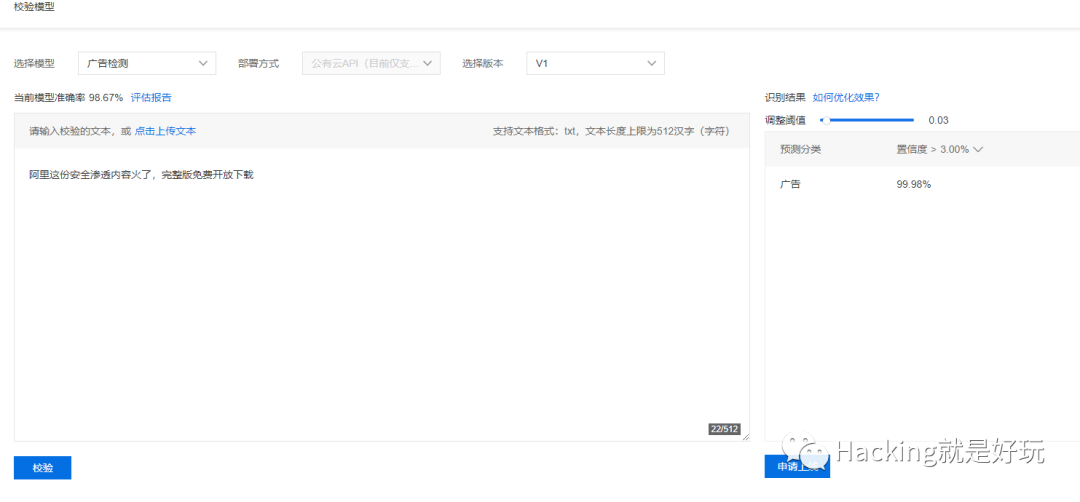 校验模型
选择模型 广告检测 部署方式 公有云API（目前仅支... 选择版本 V1
当前模型准确率 98.67% 评估报告
识别结果 如何优化效果?
调整阈值 0.03
请输入校验的文本，或 点击上传文本 支持文本格式：txt，文本长度上限为512汉字（字符）
预测分类 置信度 > 3.00%
阿里这份安全渗透内容火了，完整版免费开放下载
广告 99.98%
22/512
校验
申请上
Hacking就是好玩